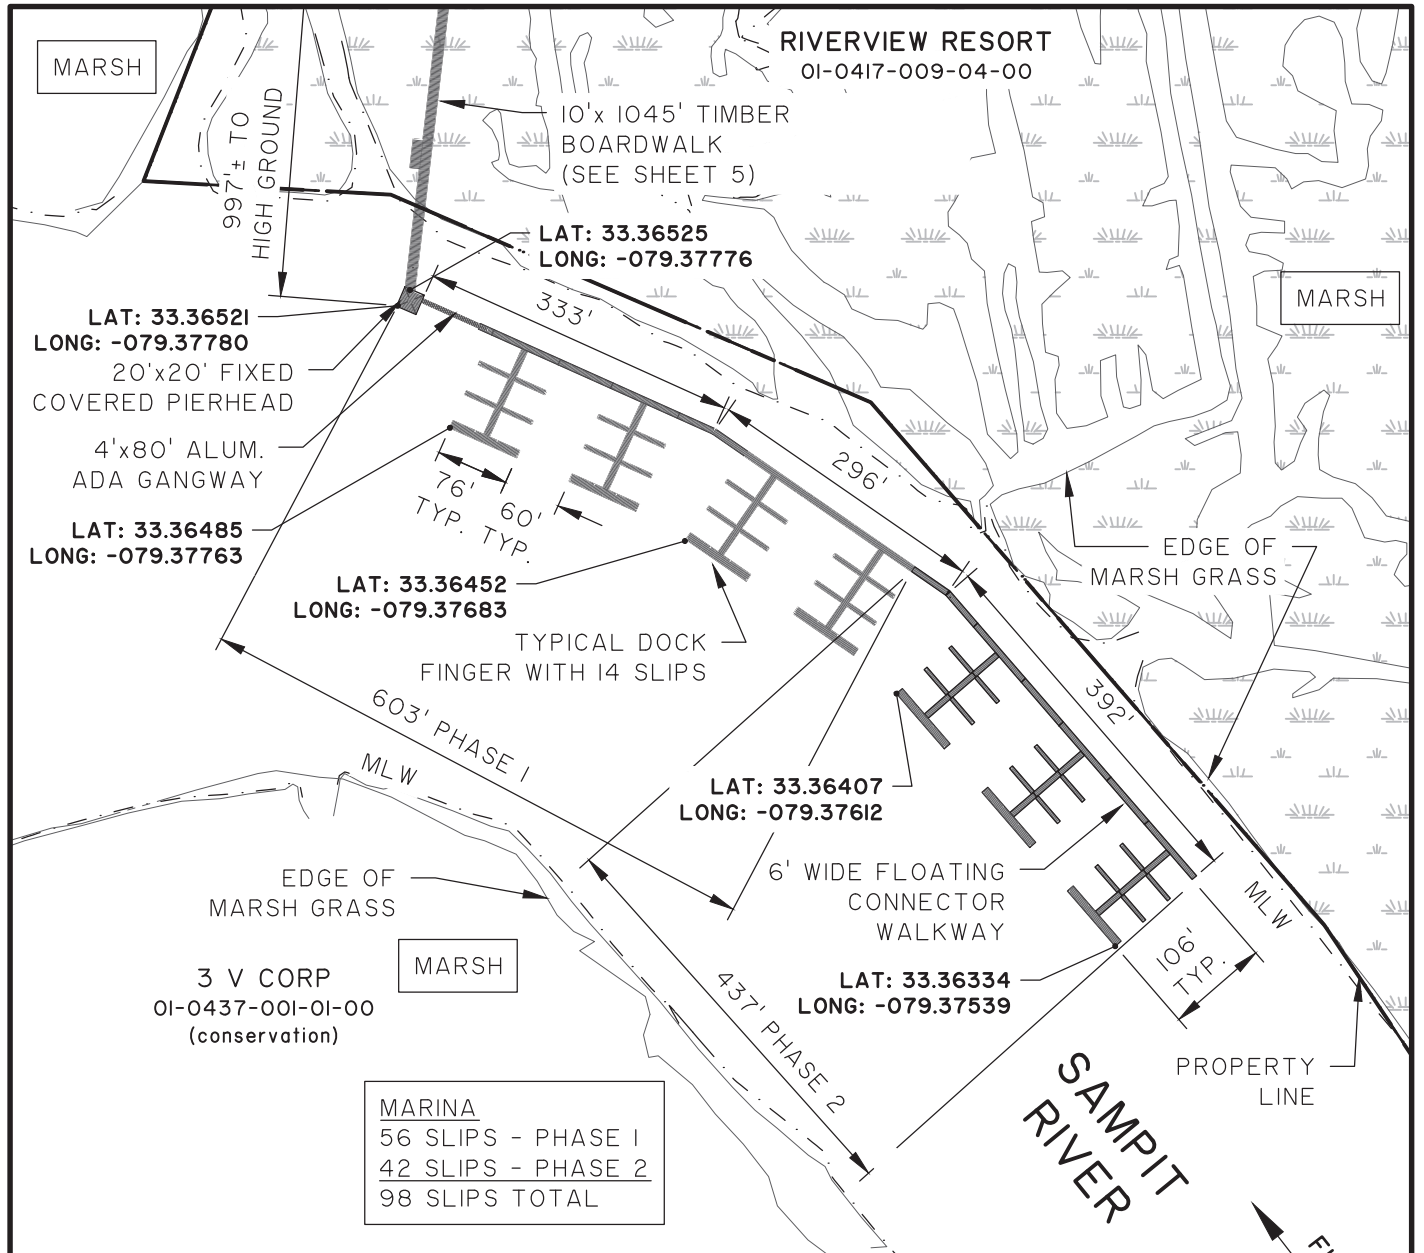 MARSH
RIVERVIEW RESORT
01-0417-009-04-00
10'x 1045' TIMBER
BOARDWALK
(SEE SHEET 5)
997'± TO
HIGH GROUND
LAT: 33.36525
LONG: -079.37776
MARSH
LAT: 33.36521
LONG: -079.37780
20'x20' FIXED
COVERED PIERHEAD
333'
4'x80' ALUM.
ADA GANGWAY
296'
76'
TYP.
60'
TYP.
LAT: 33.36485
LONG: -079.37763
EDGE OF
MARSH GRASS
LAT: 33.36452
LONG: -079.37683
TYPICAL DOCK
FINGER WITH 14 SLIPS
392'
603' PHASE 1
MLW
LAT: 33.36407
LONG: -079.37612
6' WIDE FLOATING
CONNECTOR
WALKWAY
EDGE OF
MARSH GRASS
MLW
106'
TYP.
MARSH
3 V CORP
01-0437-001-01-00
(conservation)
LAT: 33.36334
LONG: -079.37539
437' PHASE 2
PROPERTY
LINE
SAMPIT
RIVER
MARINA
56 SLIPS - PHASE 1
42 SLIPS - PHASE 2
98 SLIPS TOTAL